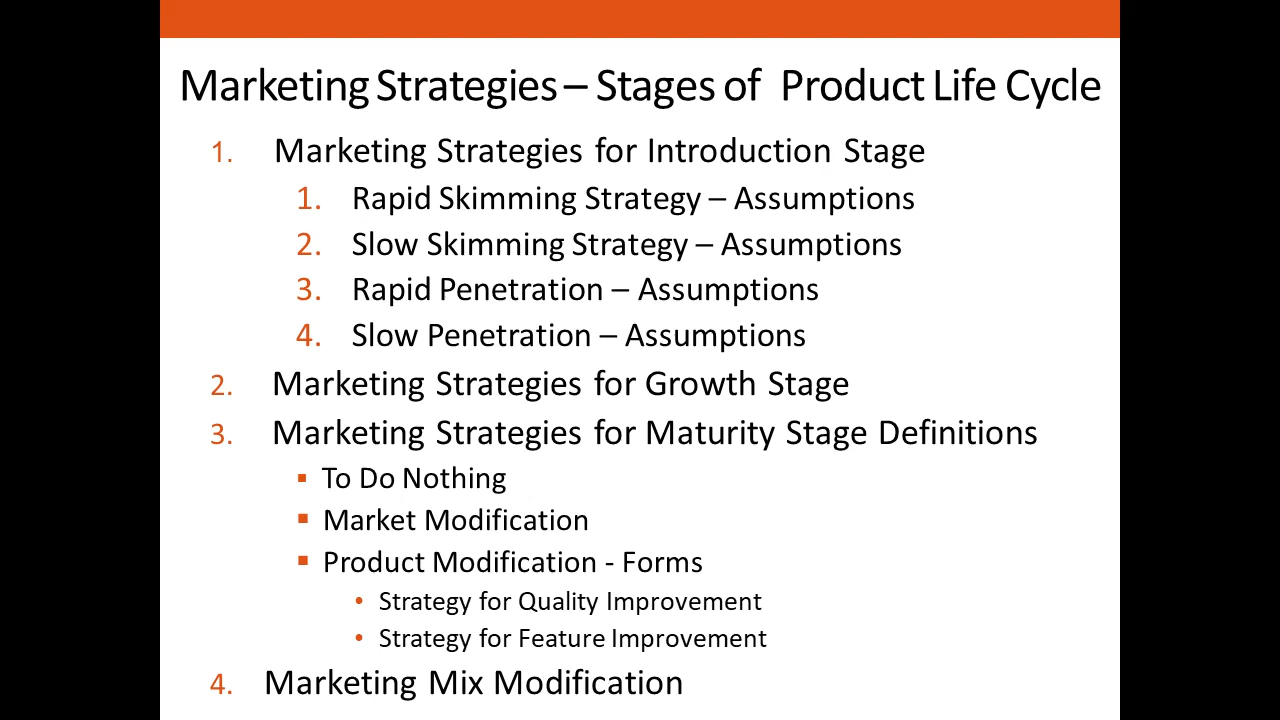 Marketing Strategies – Stages of Product Life Cycle
1. Marketing Strategies for Introduction Stage
1. Rapid Skimming Strategy – Assumptions
2. Slow Skimming Strategy – Assumptions
3. Rapid Penetration – Assumptions
4. Slow Penetration – Assumptions
2. Marketing Strategies for Growth Stage
3. Marketing Strategies for Maturity Stage Definitions
▪ To Do Nothing
▪ Market Modification
▪ Product Modification - Forms
• Strategy for Quality Improvement
• Strategy for Feature Improvement
4. Marketing Mix Modification